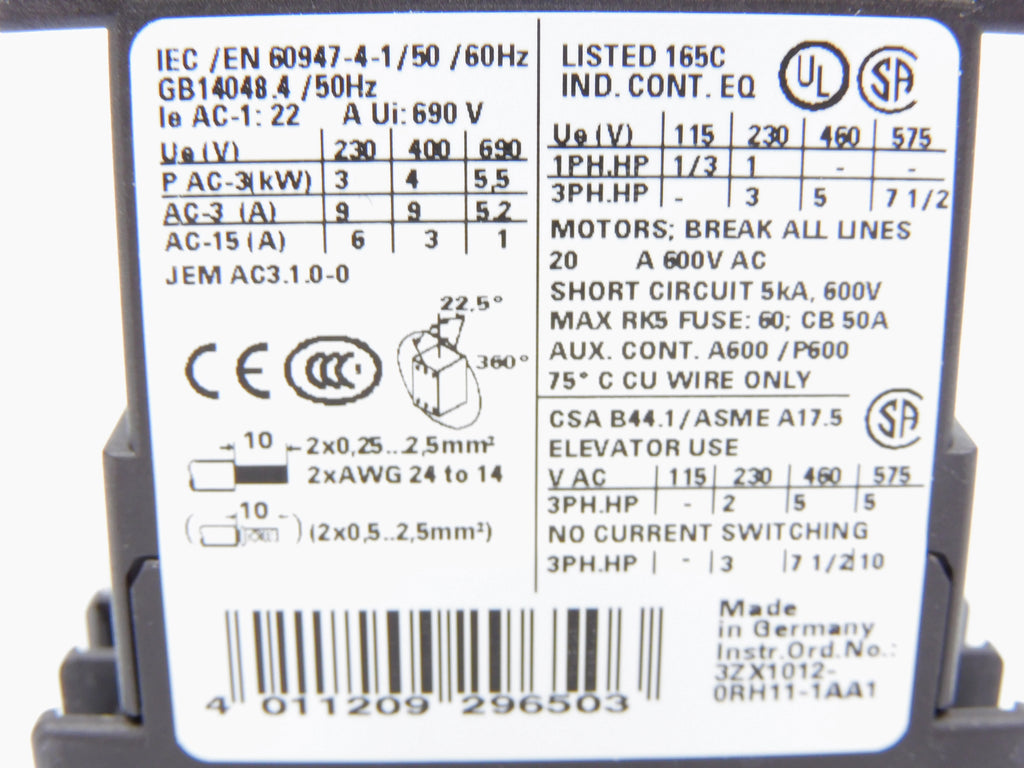 IEC /EN 60947-4-1/50 /60Hz
GB14048.4 /50Hz
Ie AC-1: 22 A Ui: 690 V
Ue (V) 230 400 690
P AC-3(kW) 3 4 5,5
AC-3 (A) 9 9 5,2
AC-15 (A) 6 3 1
JEM AC3.1.0-0
22,5°
360°
CE CCC
10 2x0,25...2,5mm²
2xAWG 24 to 14
10
(2x0,5..2,5mm²)
LISTED 165C
IND. CONT. EQ
UL SA
Ue (V) 115 230 460 575
1PH.HP 1/3 1 - -
3PH.HP - 3 5 7 1/2
MOTORS; BREAK ALL LINES
20 A 600V AC
SHORT CIRCUIT 5kA, 600V
MAX RK5 FUSE: 60; CB 50A
AUX. CONT. A600 /P600
75° C CU WIRE ONLY
CSA B44.1/ASME A17.5
ELEVATOR USE
SA
V AC 115 230 460 575
3PH.HP - 2 5 5
NO CURRENT SWITCHING
3PH.HP - 3 7 1/2 10
4 011209 296503
Made
in Germany
Instr.Ord.No.:
3ZX1012-
0RH11-1AA1